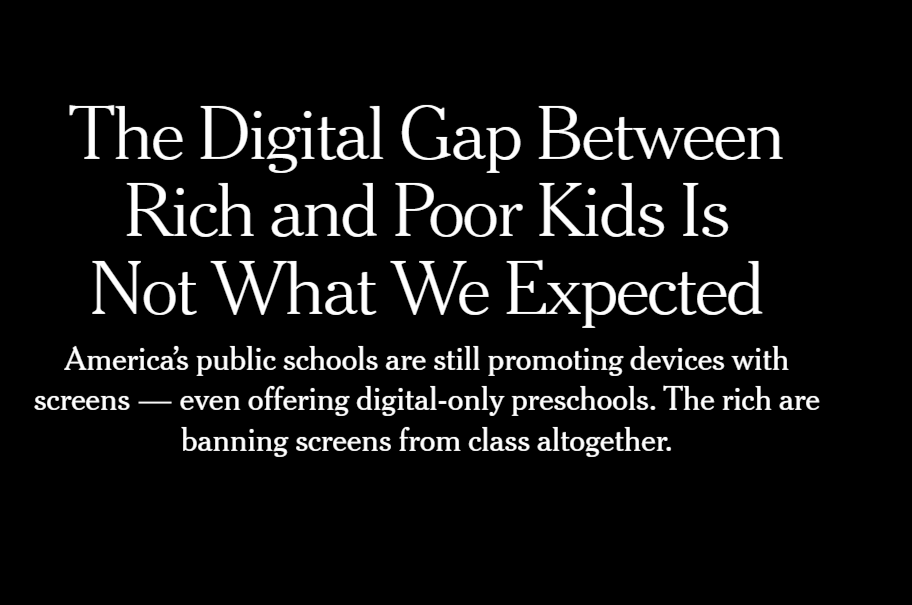 The Digital Gap Between
Rich and Poor Kids Is
Not What We Expected
America’s public schools are still promoting devices with
screens — even offering digital-only preschools. The rich are
banning screens from class altogether.